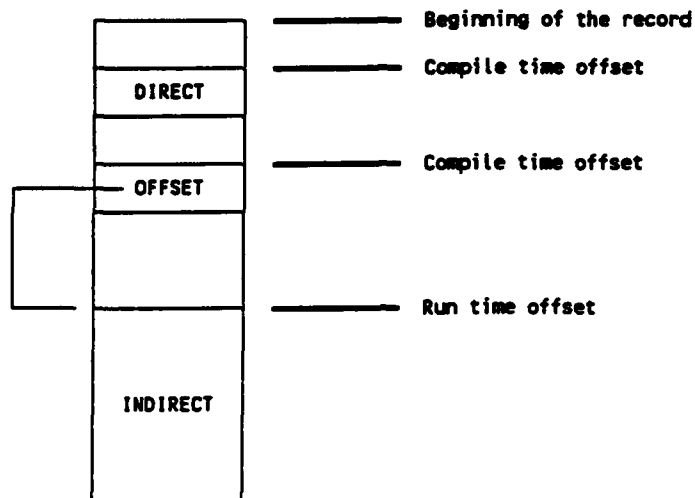 Beginning of the record
Compile time offset
DIRECT
Compile time offset
OFFSET
Run time offset
INDIRECT